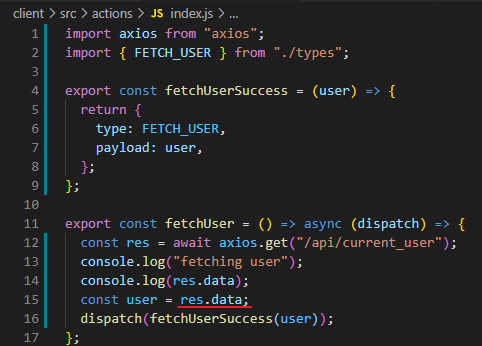 client > src > actions > JS index.js > ...
1 import axios from "axios";
2 import { FETCH_USER } from "./types";
3
4 export const fetchUserSuccess = (user) => {
5 return {
6 type: FETCH_USER,
7 payload: user,
8 };
9 };
10
11 export const fetchUser = () => async (dispatch) => {
12 const res = await axios.get("/api/current_user");
13 console.log("fetching user");
14 console.log(res.data);
15 const user = res.data;
16 dispatch(fetchUserSuccess(user));
17 };